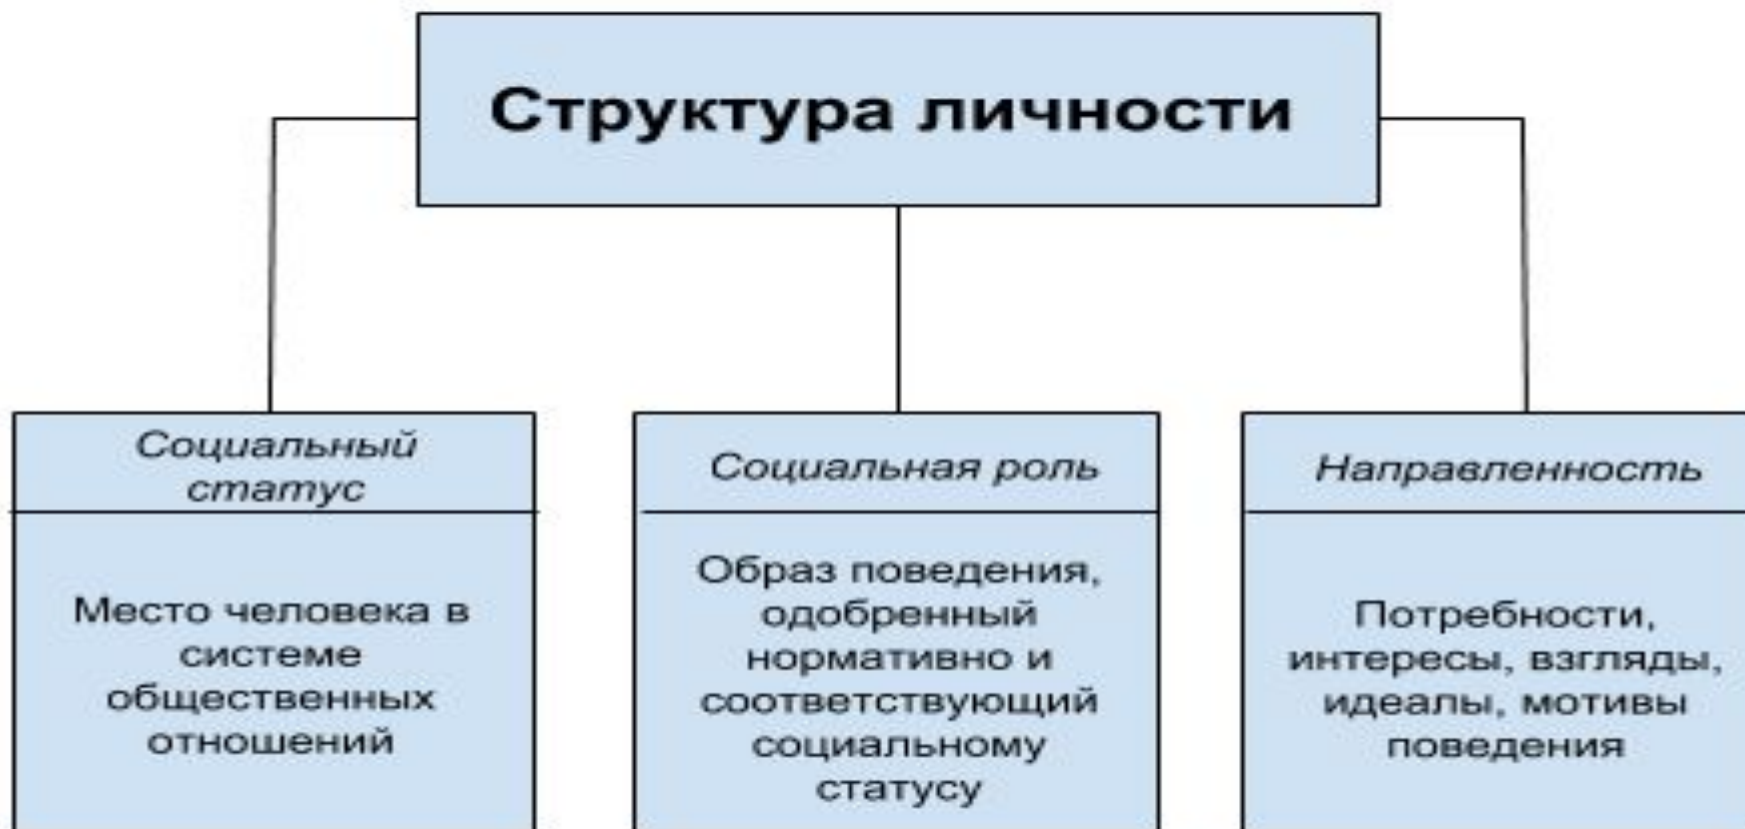 Структура личности
Социальный
статус
Место человека в
системе
общественных
отношений
Социальная роль
Образ поведения,
одобренный
нормативно и
соответствующий
социальному
статусу
Направленность
Потребности,
интересы, взгляды,
идеалы, мотивы
поведения